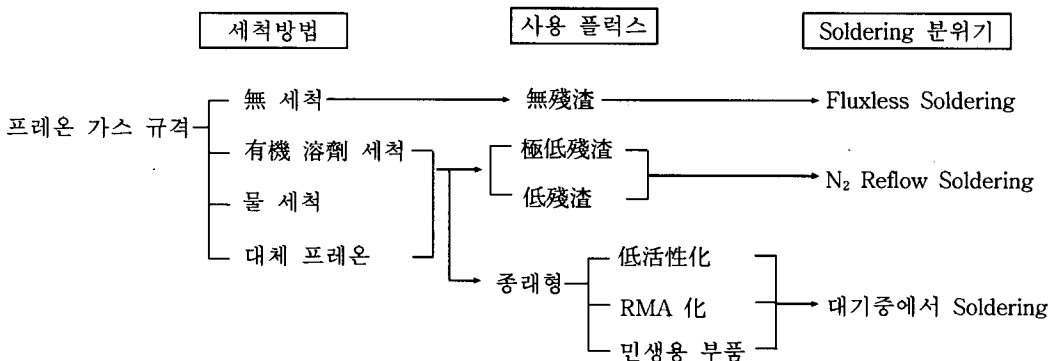 세척방법 사용 플럭스 Soldering 분위기
無 세척 無殘渣 Fluxless Soldering
프레온 가스 규격
有機 溶劑 세척 極低殘渣
N₂ Reflow Soldering
물 세척 低殘渣
대체 프레온 低活性化
종래형
RMA 化 대기중에서 Soldering
민생용 부품